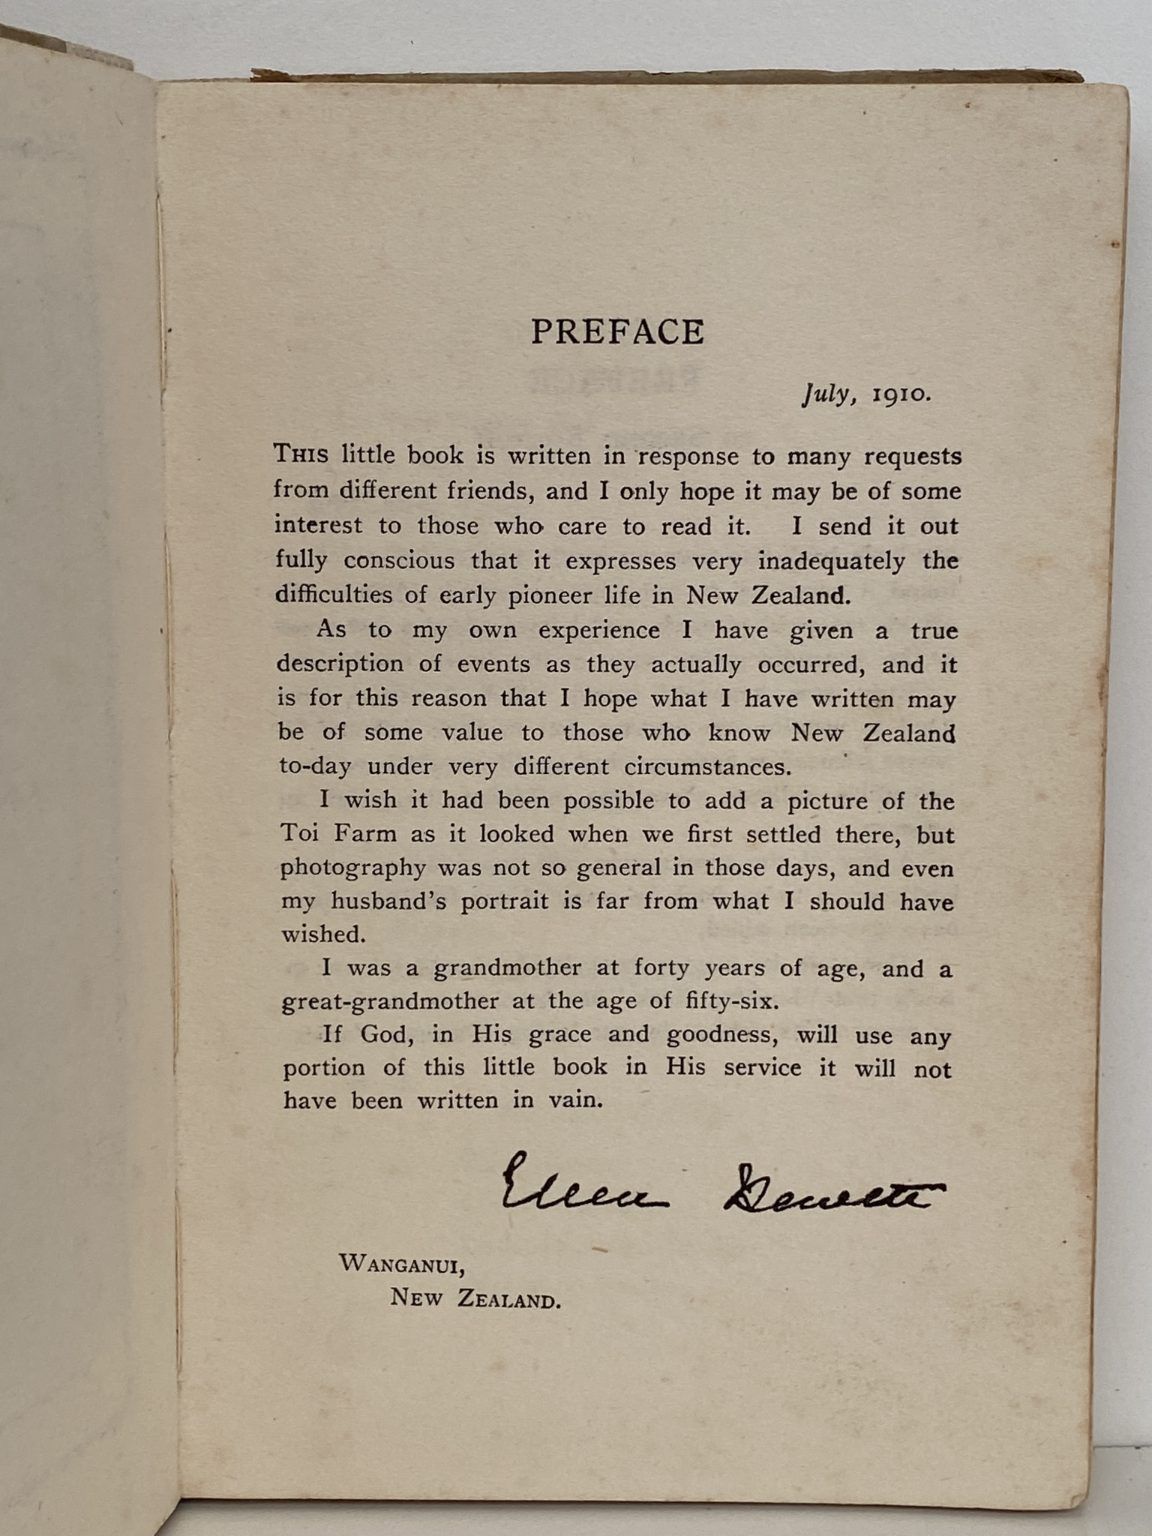 PREFACE
July, 1910.
THIS little book is written in response to many requests
from different friends, and I only hope it may be of some
interest to those who care to read it. I send it out
fully conscious that it expresses very inadequately the
difficulties of early pioneer life in New Zealand.
As to my own experience I have given a true
description of events as they actually occurred, and it
is for this reason that I hope what I have written may
be of some value to those who know New Zealand
to-day under very different circumstances.
I wish it had been possible to add a picture of the
Toi Farm as it looked when we first settled there, but
photography was not so general in those days, and even
my husband's portrait is far from what I should have
wished.
I was a grandmother at forty years of age, and a
great-grandmother at the age of fifty-six.
If God, in His grace and goodness, will use any
portion of this little book in His service it will not
have been written in vain.
Ellen
WANGANUI,
NEW ZEALAND.